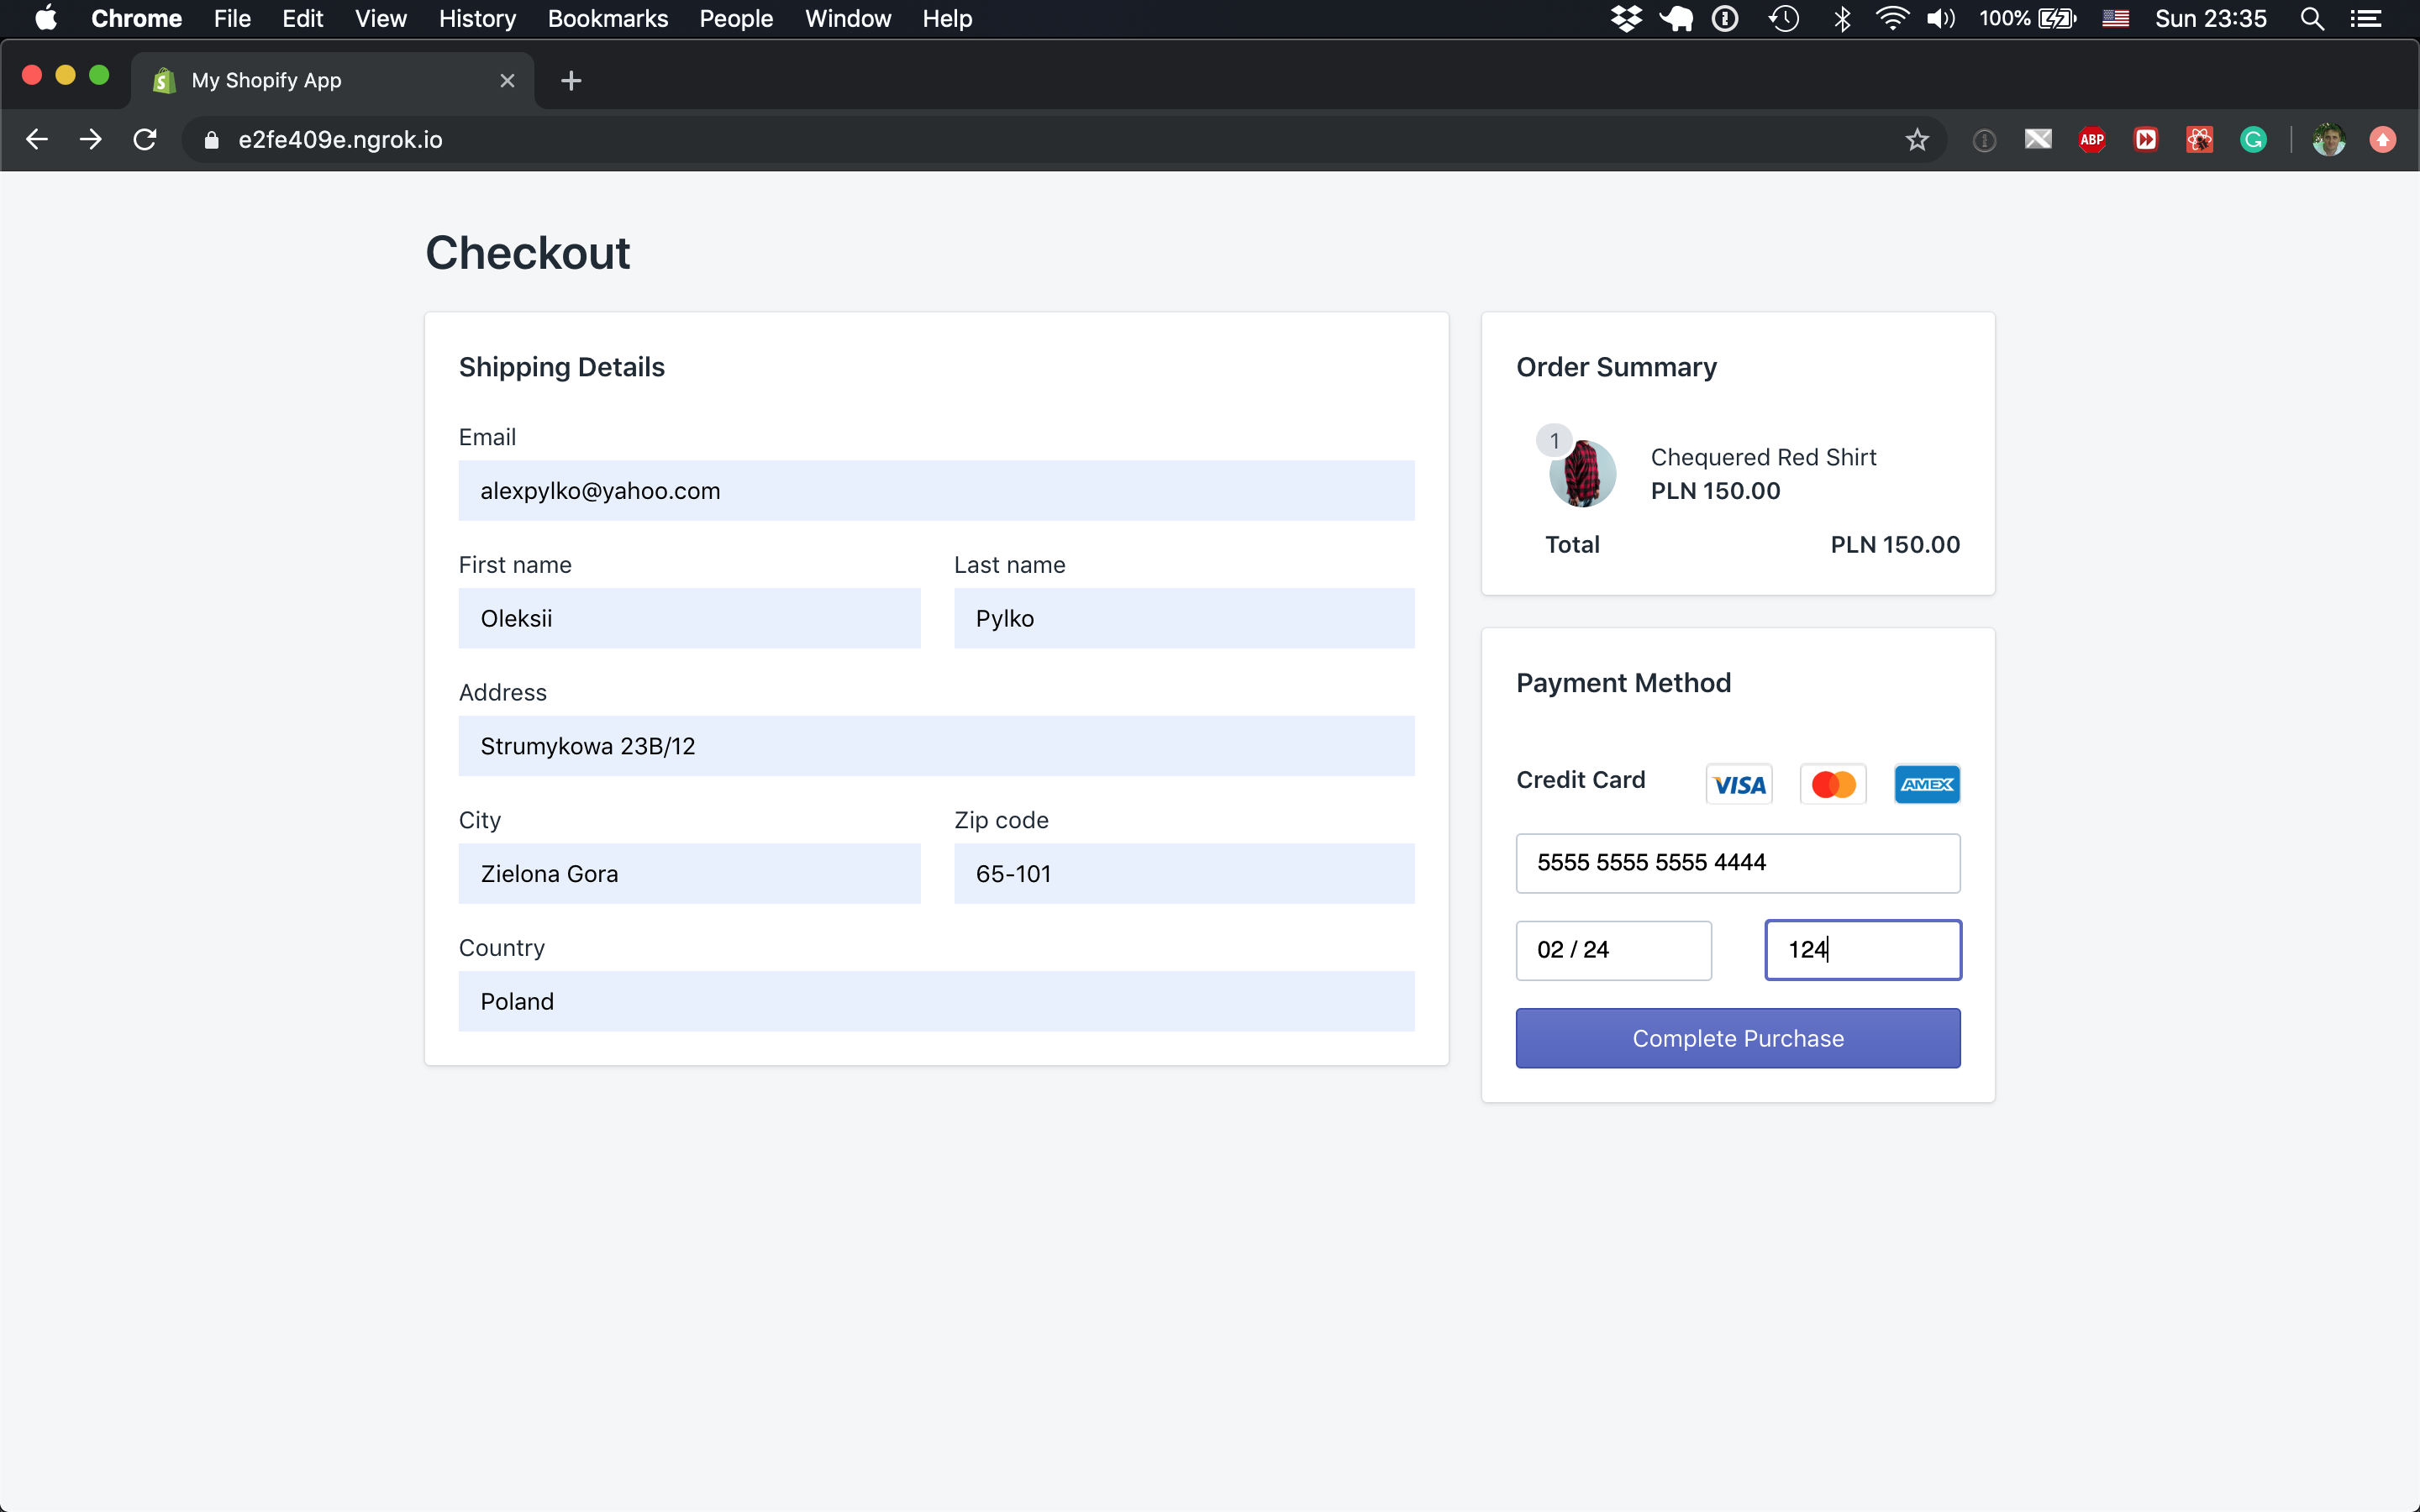 Chrome File Edit View History Bookmarks People Window Help 100% Sun 23:35
My Shopify App
e2fe409e.ngrok.io ABP
Checkout
Shipping Details
Email
alexpylko@yahoo.com
First name Last name
Oleksii Pylko
Address
Strumykowa 23B/12
City Zip code
Zielona Gora 65-101
Country
Poland
Order Summary
1
Chequered Red Shirt
PLN 150.00
Total PLN 150.00
Payment Method
Credit Card VISA AMEX
5555 5555 5555 4444
02 / 24 124
Complete Purchase